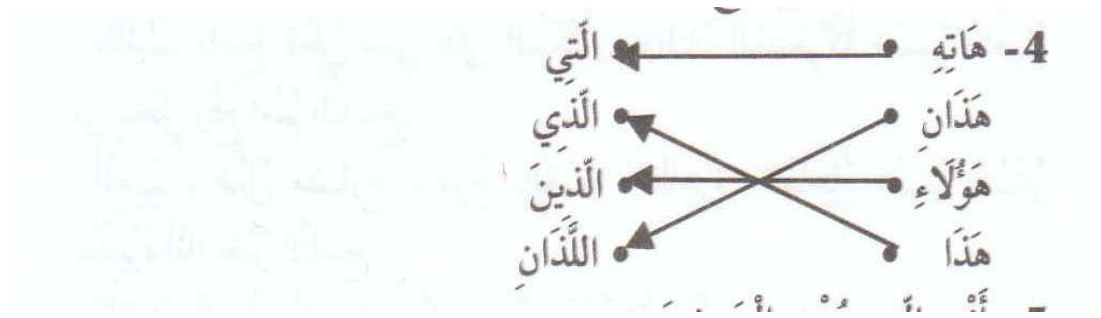 4- هَاتِهِ الّتِي
هَذَانِ الّذِي
هَؤُلَاءِ الّذِينَ
هَذَا اللَّذَانِ